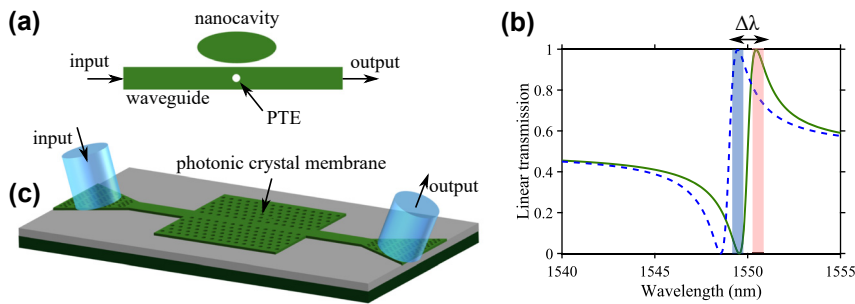 (a)
nanocavity
input
output
waveguide
PTE
(c)
input
photonic crystal membrane
output
(b)
Δλ
Linear transmission
1
0.8
0.6
0.4
0.2
0
1540
1545
1550
1555
Wavelength (nm)